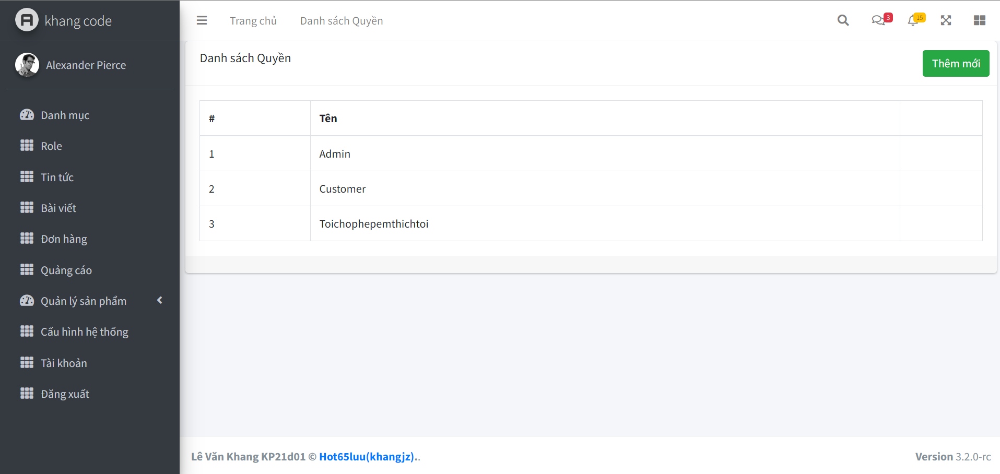 khang code
Trang chủ Danh sách Quyền 3 15
Alexander Pierce
Danh mục
Role
Tin tức
Bài viết
Đơn hàng
Quảng cáo
Quản lý sản phẩm
Cấu hình hệ thống
Tài khoản
Đăng xuất
Danh sách Quyền
Thêm mới
# Tên
1 Admin
2 Customer
3 Toichophepemthichtoi
Lê Văn Khang KP21d01 © Hot65luu(khangjz)..
Version 3.2.0-rc